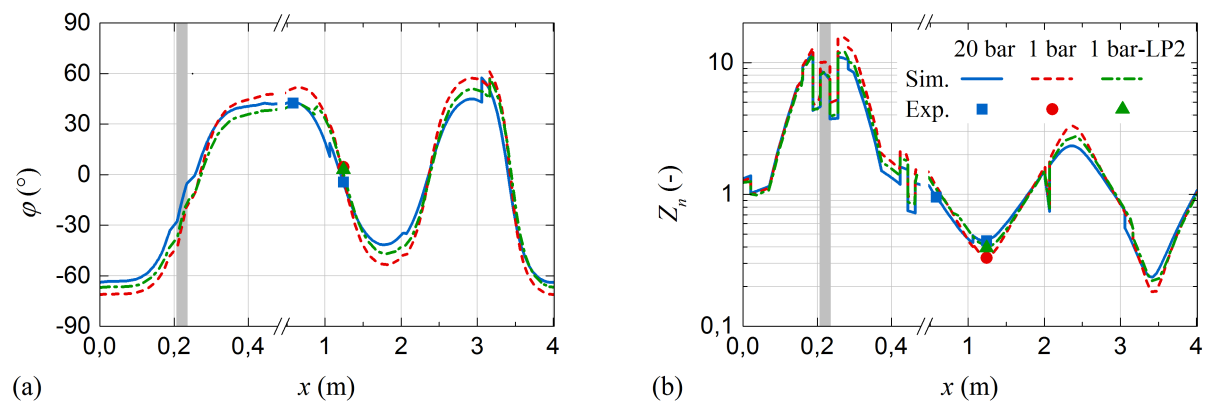 90
60
30
0
-30
-60
-90
φ (°)
0,0 0,2 0,4 1 2 3 4
x (m)
(a)
10
1
0,1
Zn (-)
20 bar 1 bar 1 bar-LP2
Sim.
Exp.
0,0 0,2 0,4 1 2 3 4
x (m)
(b)